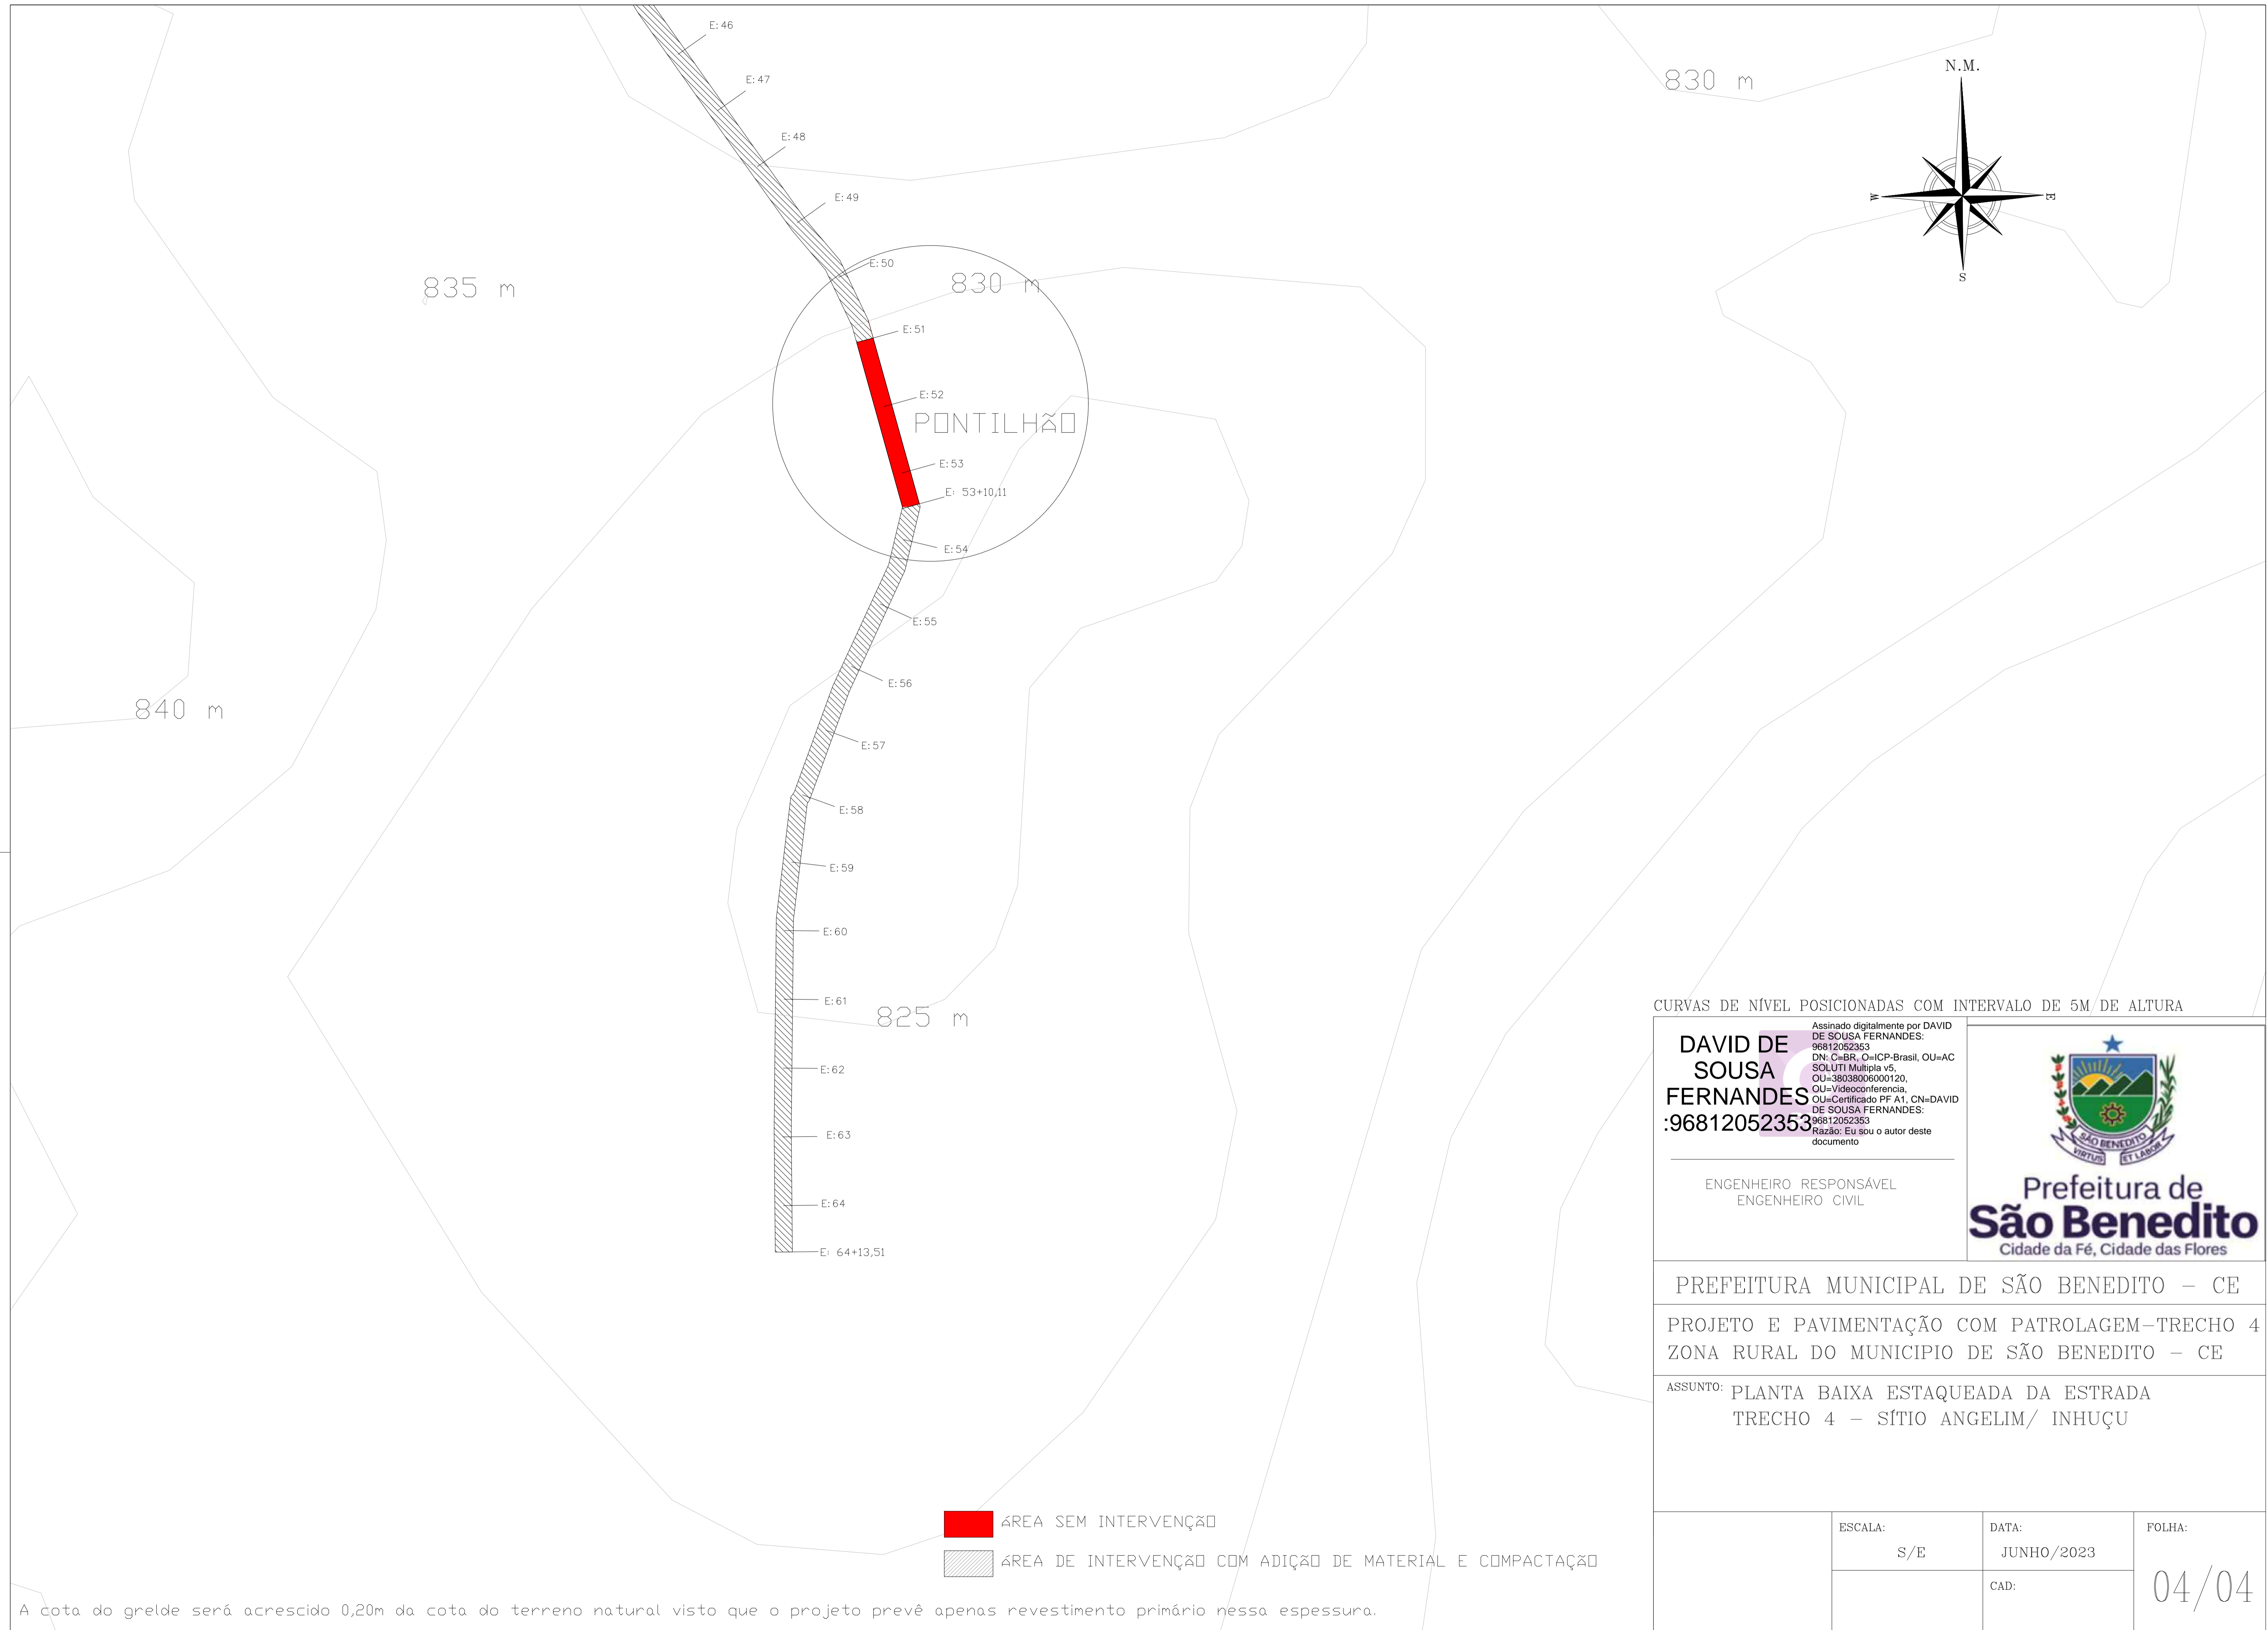 E:46
E:47
E:48
E:49
E:50
E:51
E:52
E:53
E: 53+10,11
E:54
E:55
E:56
E:57
E:58
E:59
E:60
E:61
E:62
E:63
E:64
E: 64+13,51
830 m
835 m
830 m
840 m
825 m
PONTILHÃO
N.M.
W
E
S
CURVAS DE NÍVEL POSICIONADAS COM INTERVALO DE 5M DE ALTURA
DAVID DE
SOUSA
FERNANDES
:96812052353
Assinado digitalmente por DAVID
DE SOUSA FERNANDES:
96812052353
DN: C=BR, O=ICP-Brasil, OU=AC
SOLUTI Multipla v5,
OU=38038006000120,
OU=Videoconferencia,
OU=Certificado PF A1, CN=DAVID
DE SOUSA FERNANDES:
96812052353
Razão: Eu sou o autor deste
documento
ENGENHEIRO RESPONSÁVEL
ENGENHEIRO CIVIL
SÃO BENEDITO
VIRTUS ET LABOR
Prefeitura de
São Benedito
Cidade da Fé, Cidade das Flores
PREFEITURA MUNICIPAL DE SÃO BENEDITO - CE
PROJETO E PAVIMENTAÇÃO COM PATROLAGEM-TRECHO 4
ZONA RURAL DO MUNICIPIO DE SÃO BENEDITO - CE
ASSUNTO: PLANTA BAIXA ESTAQUEADA DA ESTRADA
TRECHO 4 - SÍTIO ANGELIM/ INHUÇU
ESCALA:
S/E
DATA:
JUNHO/2023
CAD:
FOLHA:
04/04
ÁREA SEM INTERVENÇÃO
ÁREA DE INTERVENÇÃO COM ADIÇÃO DE MATERIAL E COMPACTAÇÃO
A cota do grelde será acrescido 0,20m da cota do terreno natural visto que o projeto prevê apenas revestimento primário nessa espessura.